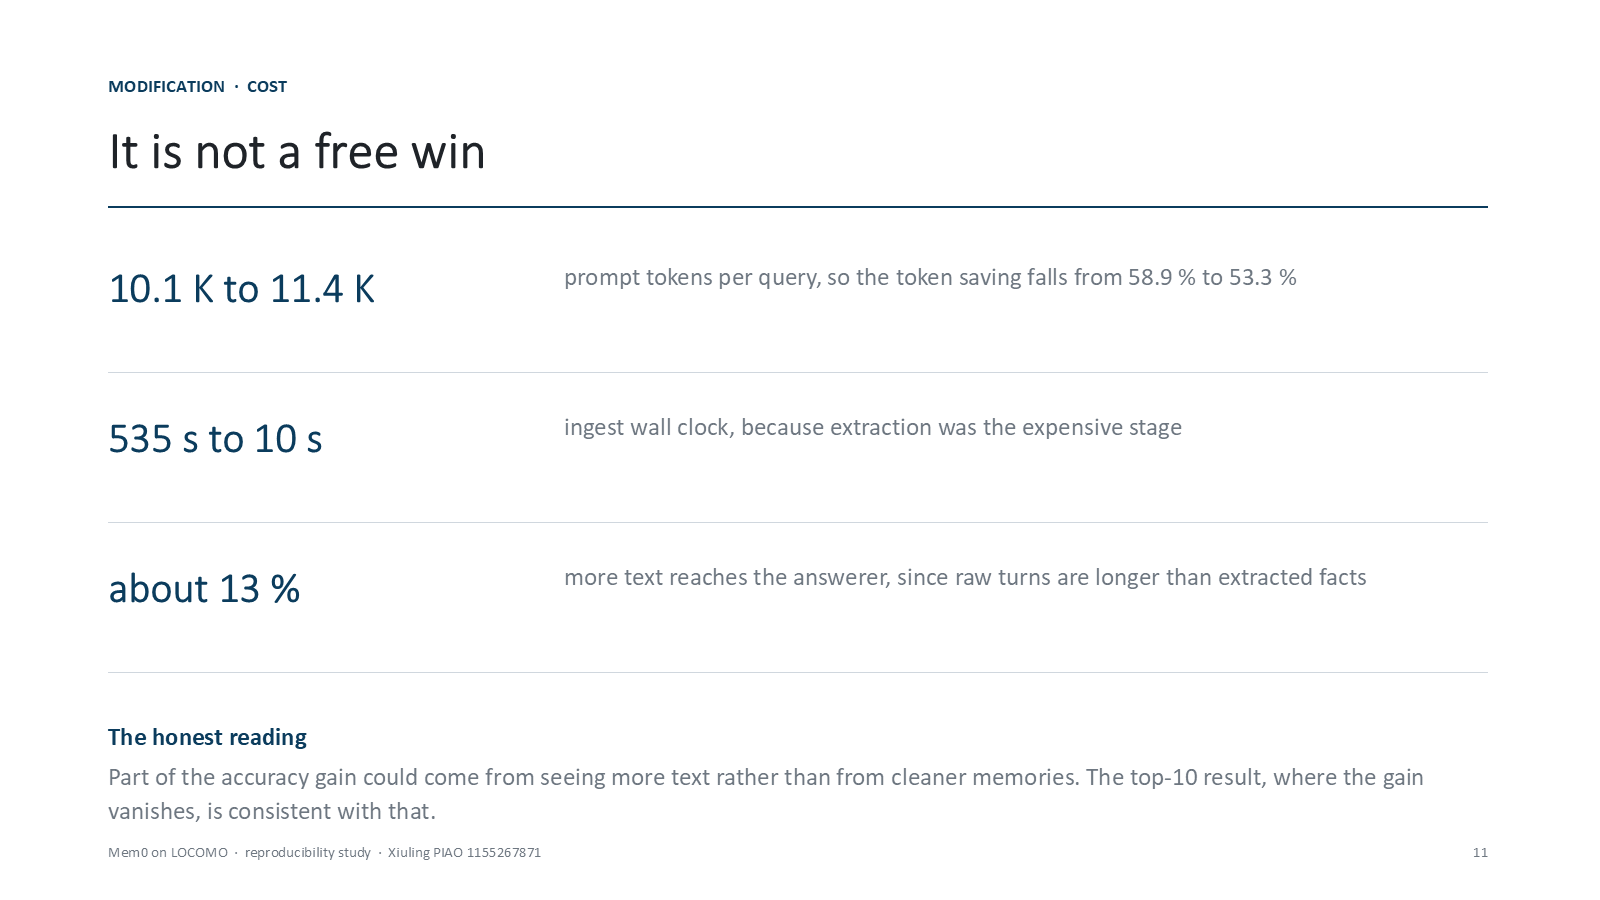 MODIFICATION · COST
It is not a free win
10.1 K to 11.4 K
prompt tokens per query, so the token saving falls from 58.9 % to 53.3 %
535 s to 10 s
ingest wall clock, because extraction was the expensive stage
about 13 %
more text reaches the answerer, since raw turns are longer than extracted facts
The honest reading
Part of the accuracy gain could come from seeing more text rather than from cleaner memories. The top-10 result, where the gain
vanishes, is consistent with that.
Mem0 on LOCOMO · reproducibility study · Xiuling PIAO 1155267871
11